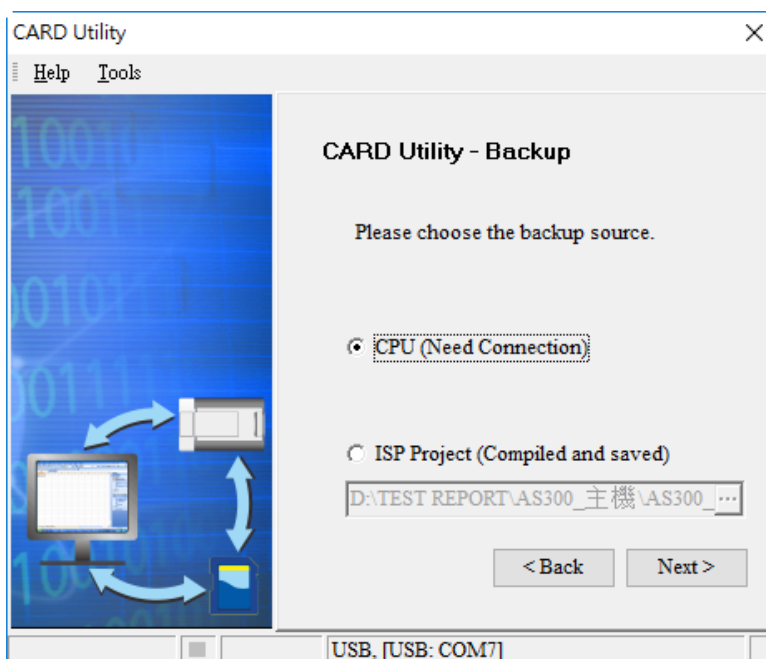 CARD Utility
Help Tools
CARD Utility - Backup
Please choose the backup source.
CPU (Need Connection)
ISP Project (Compiled and saved)
D:\TEST REPORT\AS300_主機\AS300_ ...
< Back Next >
USB, [USB: COM7]